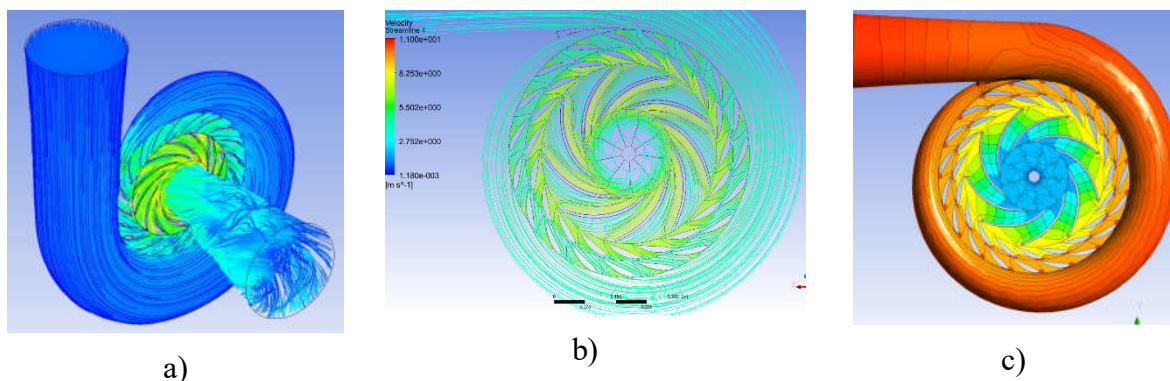 Velocity
Streamline 4
1.100e+001
8.253e+000
5.502e+000
2.752e+000
1.180e-003
[m s^-1]
a)
b)
c)